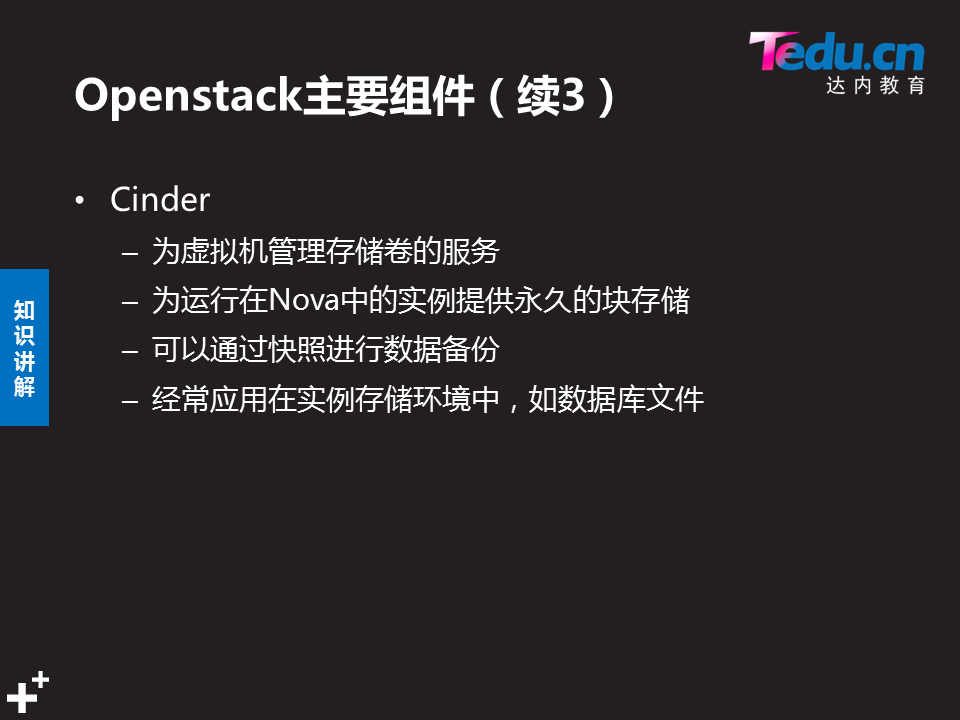 Tedu.cn
达内教育
Openstack主要组件（续3）
• Cinder
– 为虚拟机管理存储卷的服务
– 为运行在Nova中的实例提供永久的块存储
– 可以通过快照进行数据备份
– 经常应用在实例存储环境中，如数据库文件
知识讲解